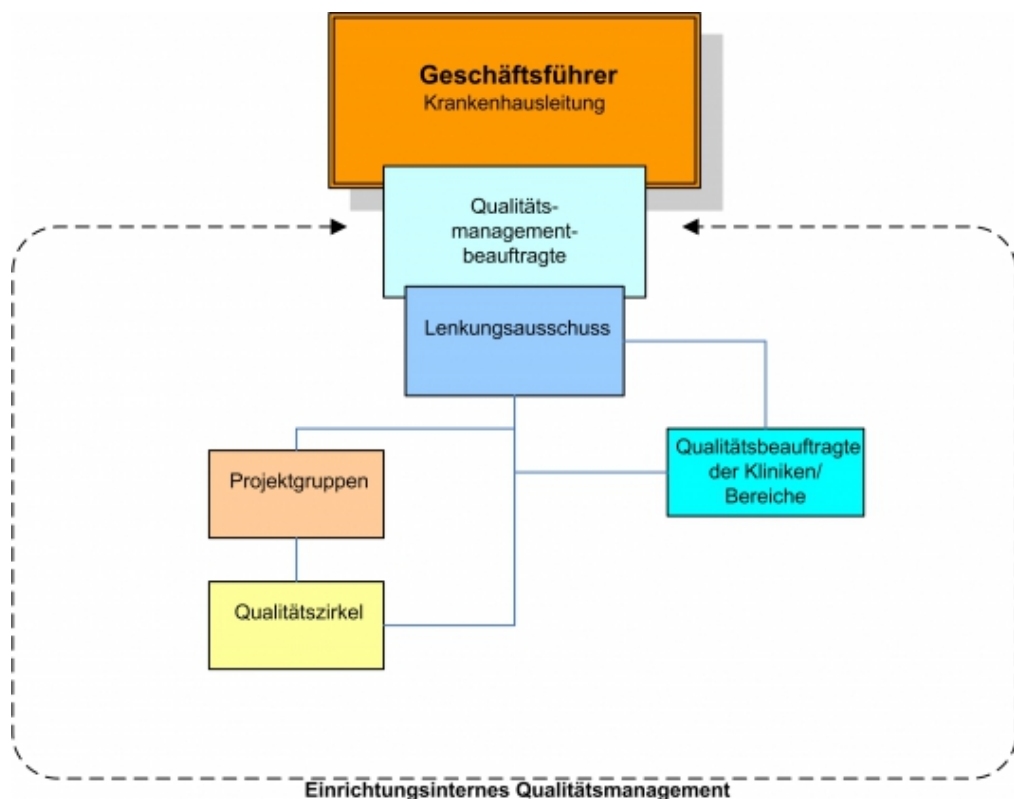 Geschäftsführer
Krankenhausleitung
Qualitäts-
management-
beauftragte
Lenkungsausschuss
Qualitätsbeauftragte
der Kliniken/
Bereiche
Projektgruppen
Qualitätszirkel
Einrichtungsinternes Qualitätsmanagement